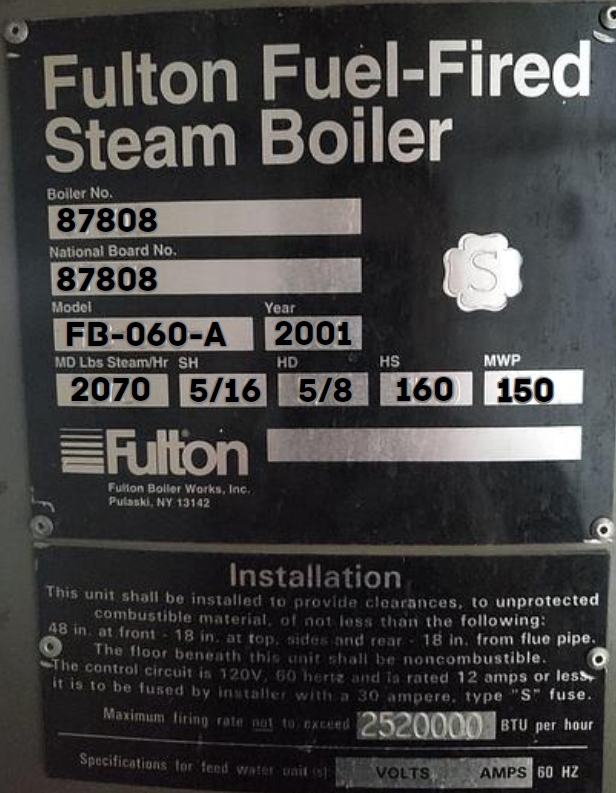 Fulton Fuel-Fired
Steam Boiler
Boiler No.
87808
National Board No.
87808
Model Year
FB-060-A 2001
MD Lbs Steam/Hr SH HD HS MWP
2070 5/16 5/8 160 150
S
Fulton
Fulton Boiler Works, Inc.
Pulaski, NY 13142
Installation
This unit shall be installed to provide clearances, to unprotected
combustible material, of not less than the following:
48 in. at front - 18 in. at top, sides and rear - 18 in. from flue pipe.
The floor beneath this unit shall be noncombustible.
The control circuit is 120V, 60 hertz and is rated 12 amps or less,
it is to be fused by installer with a 30 ampere, type "S" fuse.
Maximum firing rate not to exceed 2520000 BTU per hour
Specifications for feed water unit(s) VOLTS AMPS 60 HZ